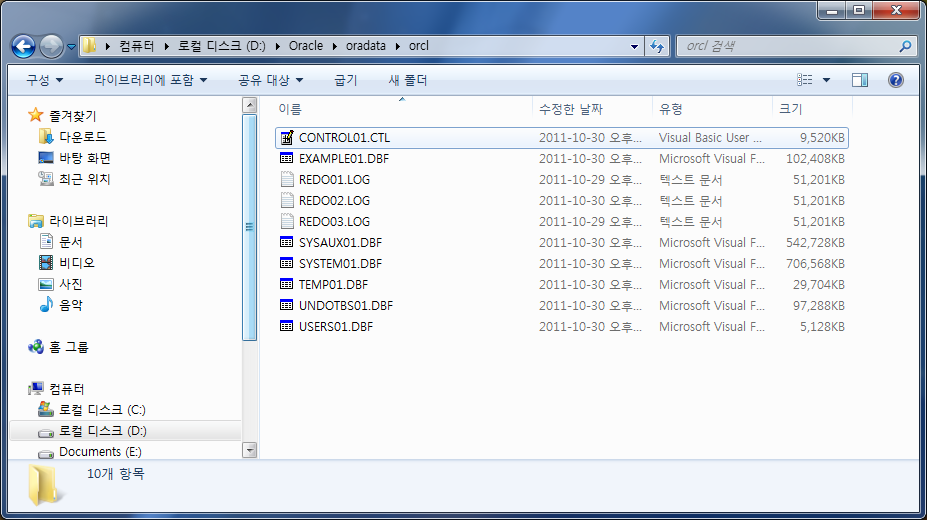 컴퓨터 로컬 디스크 (D:) Oracle oradata orcl orcl 검색
구성 라이브러리에 포함 공유 대상 굽기 새 폴더
즐겨찾기
다운로드
바탕 화면
최근 위치
라이브러리
문서
비디오
사진
음악
홈 그룹
컴퓨터
로컬 디스크 (C:)
로컬 디스크 (D:)
Documents (E:)
이름 수정한 날짜 유형 크기
CONTROL01.CTL 2011-10-30 오후... Visual Basic User ... 9,520KB
EXAMPLE01.DBF 2011-10-30 오후... Microsoft Visual F... 102,408KB
REDO01.LOG 2011-10-29 오후... 텍스트 문서 51,201KB
REDO02.LOG 2011-10-30 오후... 텍스트 문서 51,201KB
REDO03.LOG 2011-10-29 오후... 텍스트 문서 51,201KB
SYSAUX01.DBF 2011-10-30 오후... Microsoft Visual F... 542,728KB
SYSTEM01.DBF 2011-10-30 오후... Microsoft Visual F... 706,568KB
TEMP01.DBF 2011-10-30 오후... Microsoft Visual F... 29,704KB
UNDOTBS01.DBF 2011-10-30 오후... Microsoft Visual F... 97,288KB
USERS01.DBF 2011-10-30 오후... Microsoft Visual F... 5,128KB
10개 항목